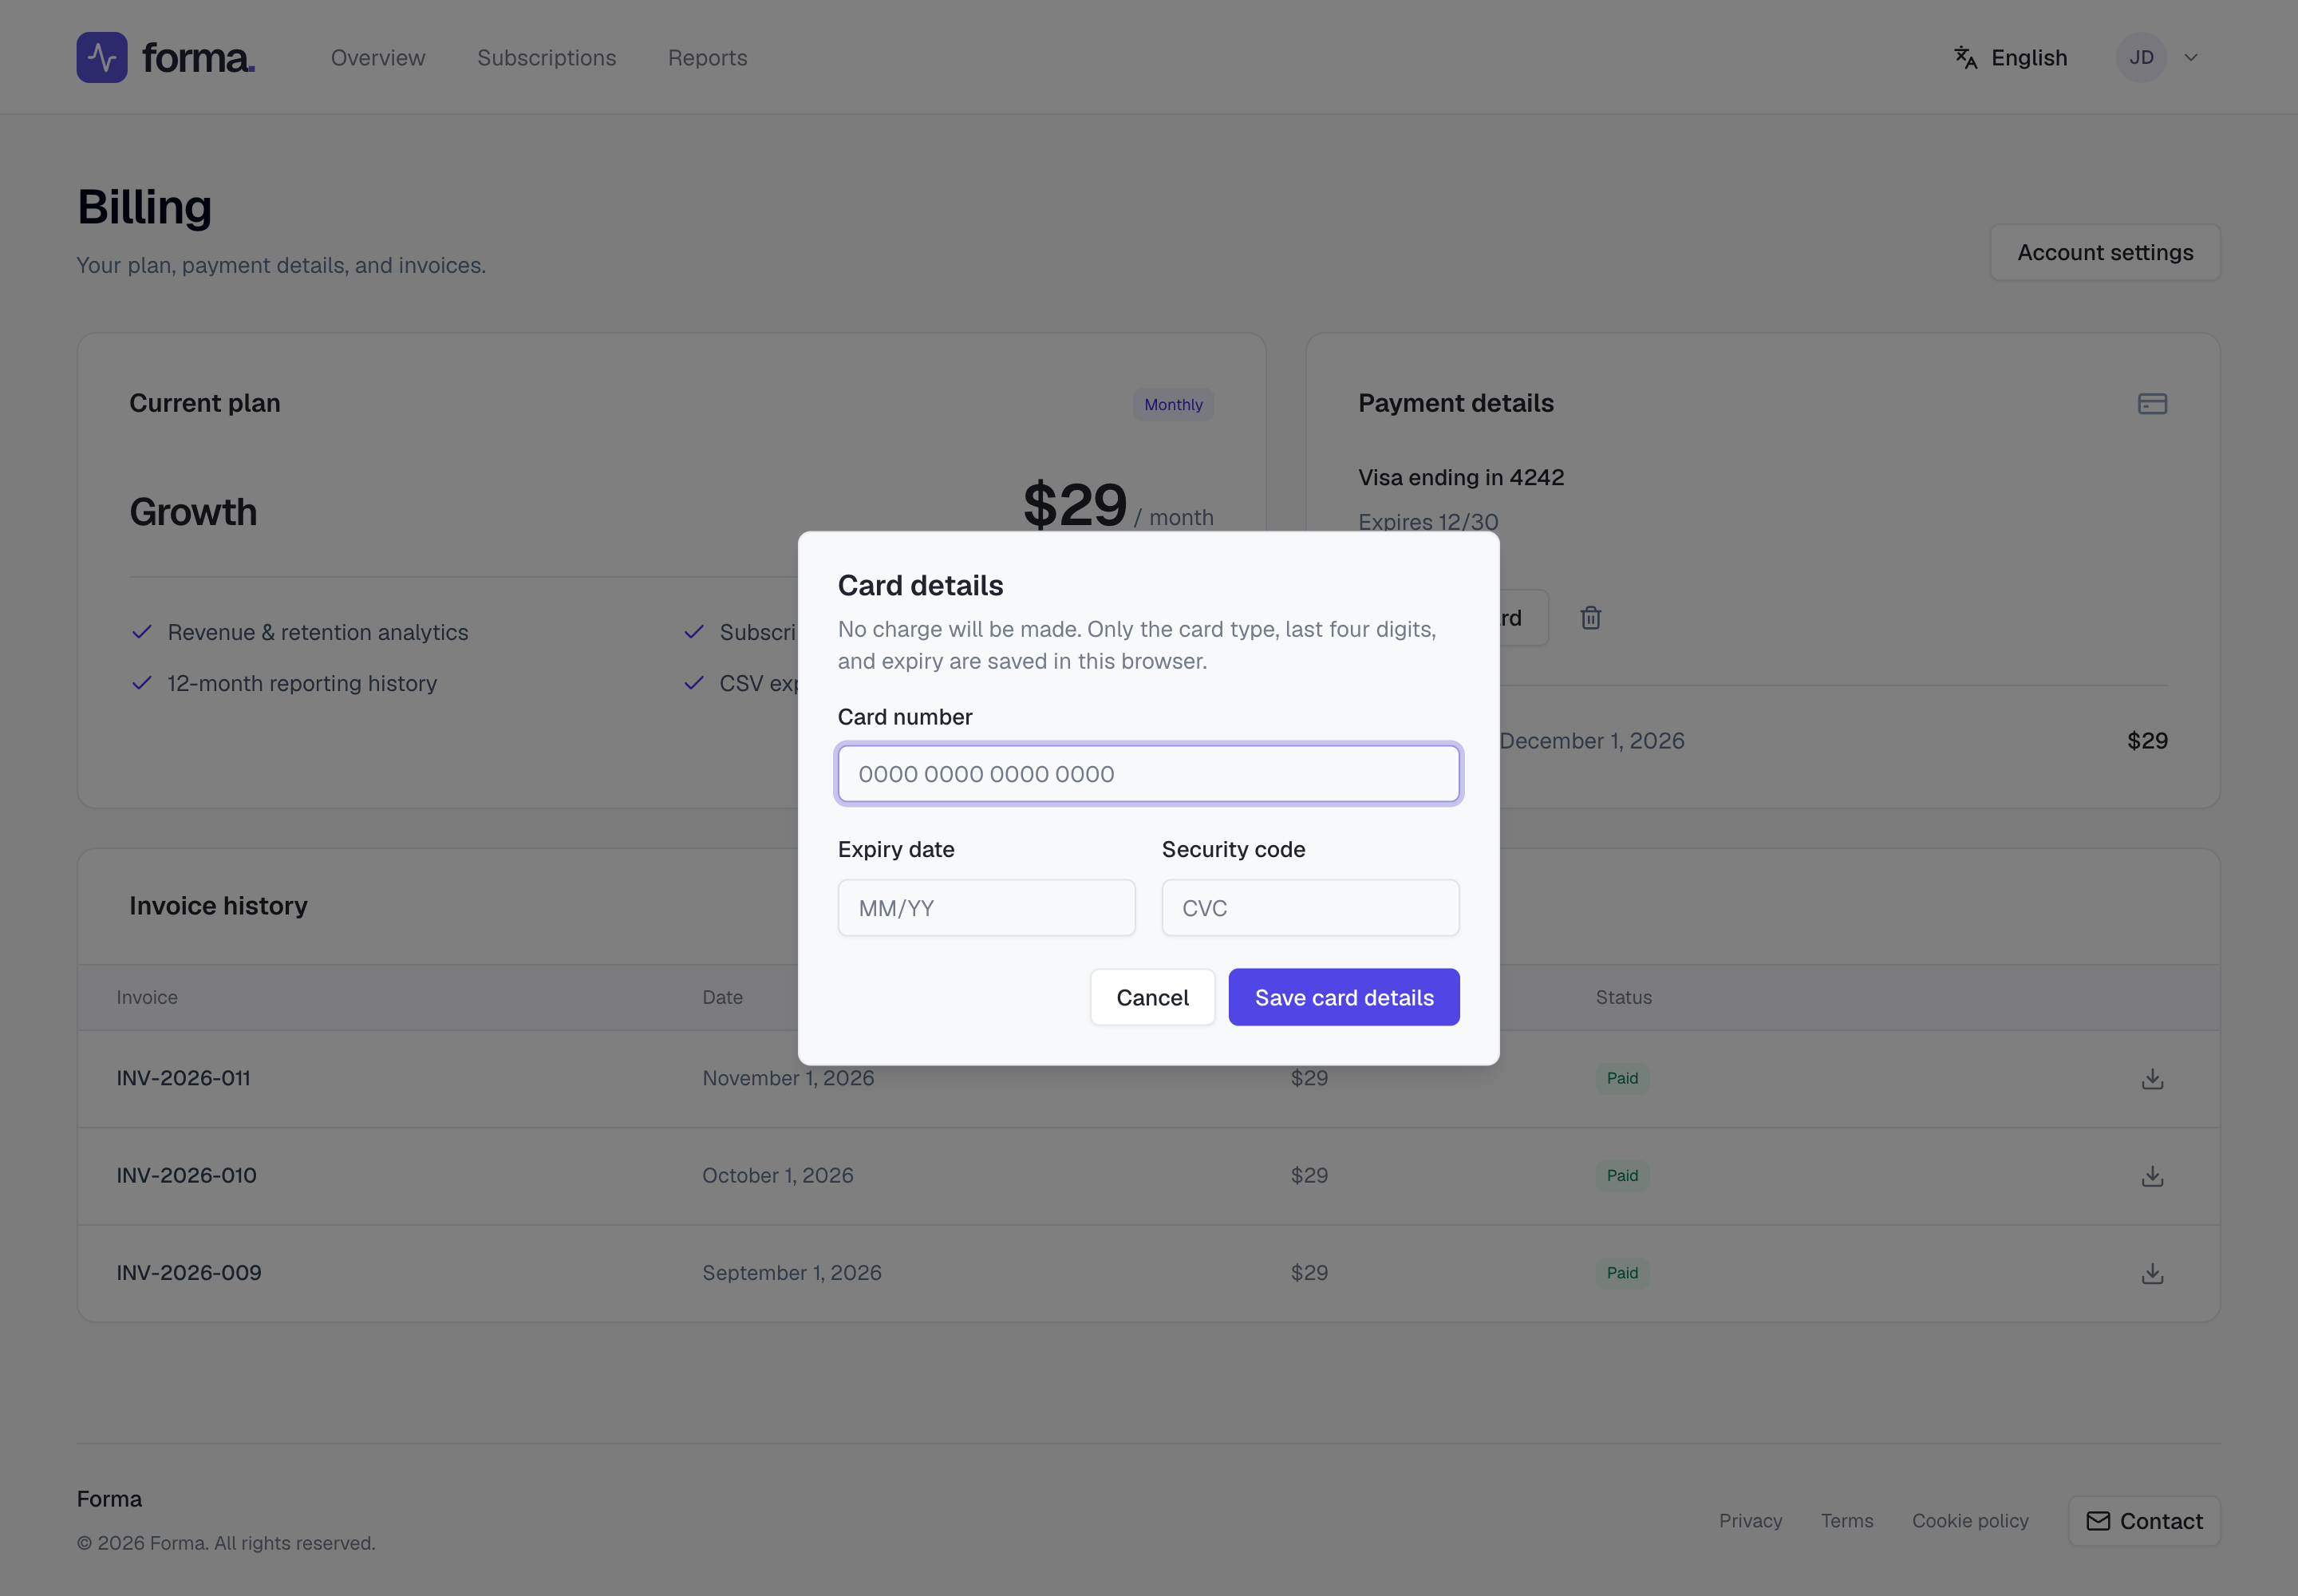 forma.
Overview
Subscriptions
Reports
English
JD
Billing
Your plan, payment details, and invoices.
Account settings
Current plan
Monthly
Growth
$29 / month
Revenue & retention analytics
12-month reporting history
CSV
Payment details
Visa ending in 4242
Expires 12/30
December 1, 2026
$29
Card details
No charge will be made. Only the card type, last four digits,
and expiry are saved in this browser.
Card number
0000 0000 0000 0000
Expiry date
Security code
MM/YY
CVC
Cancel
Save card details
Invoice history
Invoice
Date
Status
INV-2026-011
November 1, 2026
$29
Paid
INV-2026-010
October 1, 2026
$29
Paid
INV-2026-009
September 1, 2026
$29
Paid
Forma
© 2026 Forma. All rights reserved.
Privacy
Terms
Cookie policy
Contact